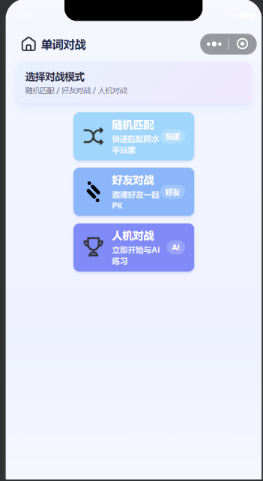 单词对战
选择对战模式
随机匹配 / 好友对战 / 人机对战
随机匹配
快速匹配同水
平玩家
快速
好友对战
邀请好友一起
PK
好友
人机对战
立即开始与AI
练习
AI